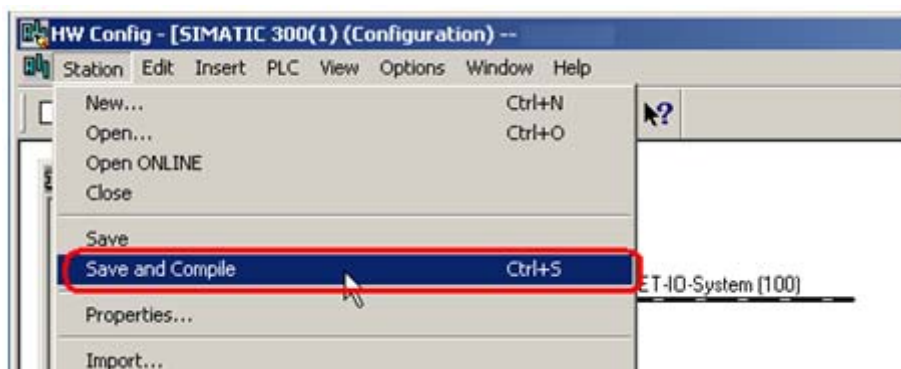 HW Config - [SIMATIC 300(1) (Configuration) --
Station Edit Insert PLC View Options Window Help
New... Ctrl+N
Open... Ctrl+O
Open ONLINE
Close
Save
Save and Compile Ctrl+S
ET-IO-System (100)
Properties...
Import...